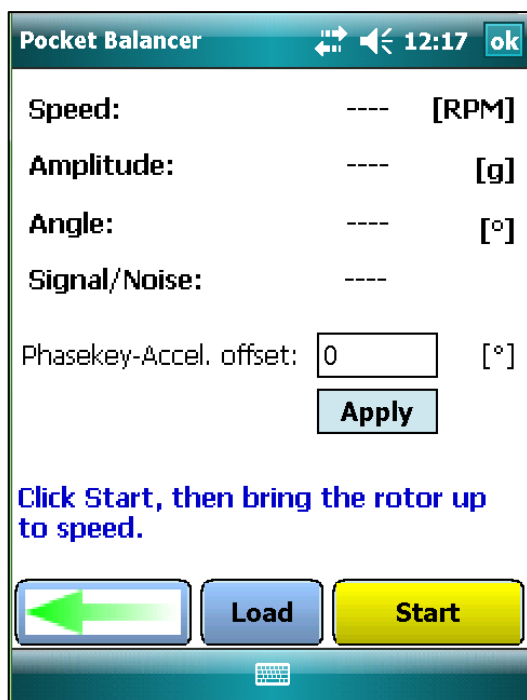 Pocket Balancer 12:17 ok
Speed: ---- [RPM]
Amplitude: ---- [g]
Angle: ---- [°]
Signal/Noise: ----
Phasekey-Accel. offset: 0 [°]
Apply
Click Start, then bring the rotor up
to speed.
Load Start